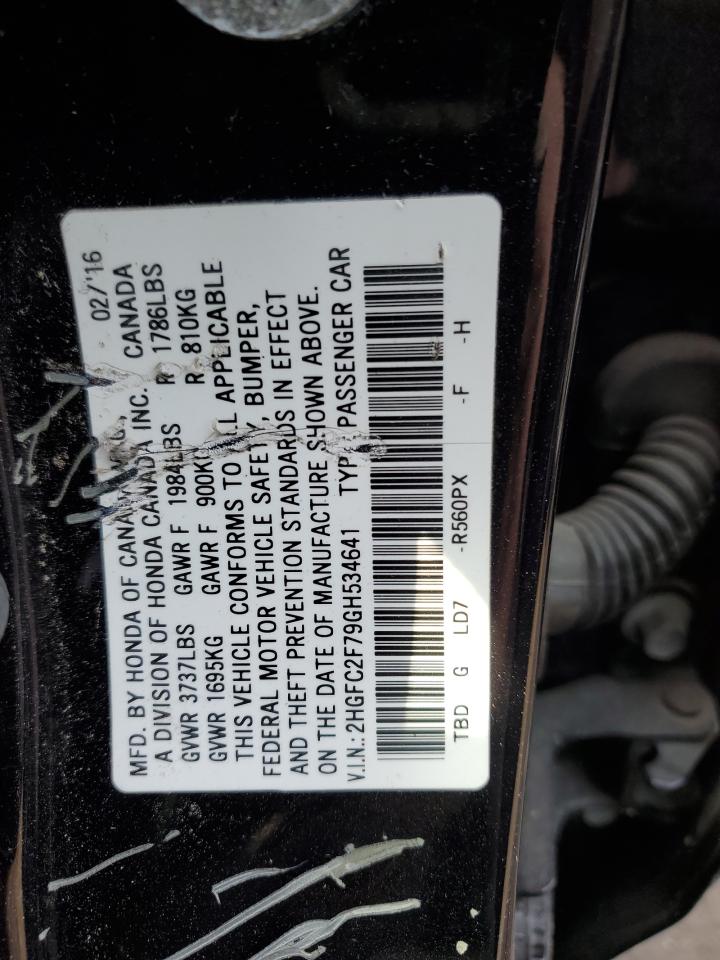 02/'16
MFD. BY HONDA OF CANADA MFG., CANADA
A DIVISION OF HONDA CANADA INC.
GVWR 3737LBS GAWR F 1984LBS R 1786LBS
GVWR 1695KG GAWR F 900KG R 810KG
THIS VEHICLE CONFORMS TO ALL APPLICABLE
FEDERAL MOTOR VEHICLE SAFETY, BUMPER,
AND THEFT PREVENTION STANDARDS IN EFFECT
ON THE DATE OF MANUFACTURE SHOWN ABOVE.
V.I.N.: 2HGFC2F79GH534641 TYPE PASSENGER CAR
TBD G LD7 -R560PX -F -H